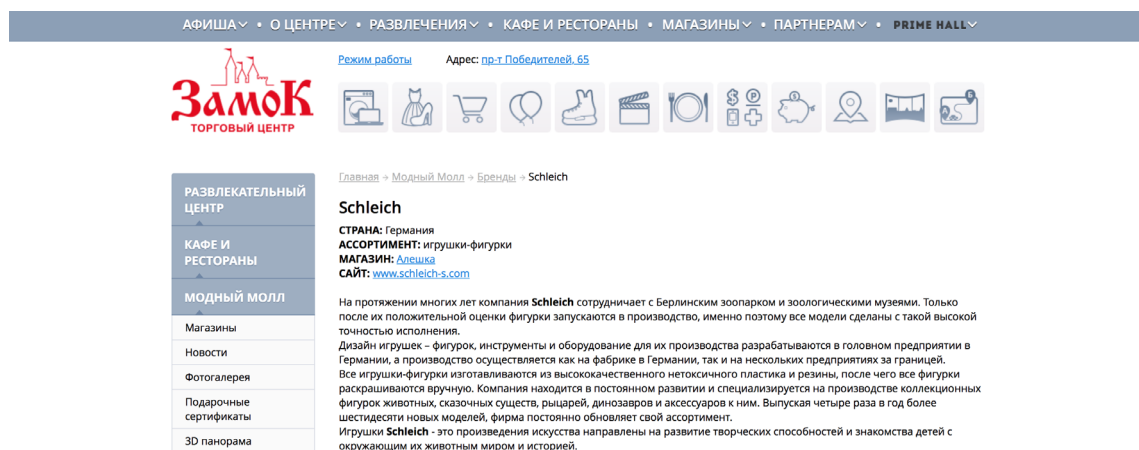 АФИША • О ЦЕНТРЕ • РАЗВЛЕЧЕНИЯ • КАФЕ И РЕСТОРАНЫ • МАГАЗИНЫ • ПАРТНЕРАМ • PRIME HALL
ЗАМОК
ТОРГОВЫЙ ЦЕНТР
Режим работы Адрес: пр-т Победителей, 65
РАЗВЛЕКАТЕЛЬНЫЙ
ЦЕНТР
КАФЕ И
РЕСТОРАНЫ
МОДНЫЙ МОЛЛ
Магазины
Новости
Фотогалерея
Подарочные
сертификаты
3D панорама
Главная → Модный Молл → Бренды → Schleich
Schleich
СТРАНА: Германия
АССОРТИМЕНТ: игрушки-фигурки
МАГАЗИН: Алешка
САЙТ: www.schleich-s.com
На протяжении многих лет компания Schleich сотрудничает с Берлинским зоопарком и зоологическими музеями. Только
после их положительной оценки фигурки запускаются в производство, именно поэтому все модели сделаны с такой высокой
точностью исполнения.
Дизайн игрушек – фигурок, инструменты и оборудование для их производства разрабатываются в головном предприятии в
Германии, а производство осуществляется как на фабрике в Германии, так и на нескольких предприятиях за границей.
Все игрушки-фигурки изготавливаются из высококачественного нетоксичного пластика и резины, после чего все фигурки
раскрашиваются вручную. Компания находится в постоянном развитии и специализируется на производстве коллекционных
фигурок животных, сказочных существ, рыцарей, динозавров и аксессуаров к ним. Выпуская четыре раза в год более
шестидесяти новых моделей, фирма постоянно обновляет свой ассортимент.
Игрушки Schleich - это произведения искусства направлены на развитие творческих способностей и знакомства детей с
окружающим их животным миром и историей.